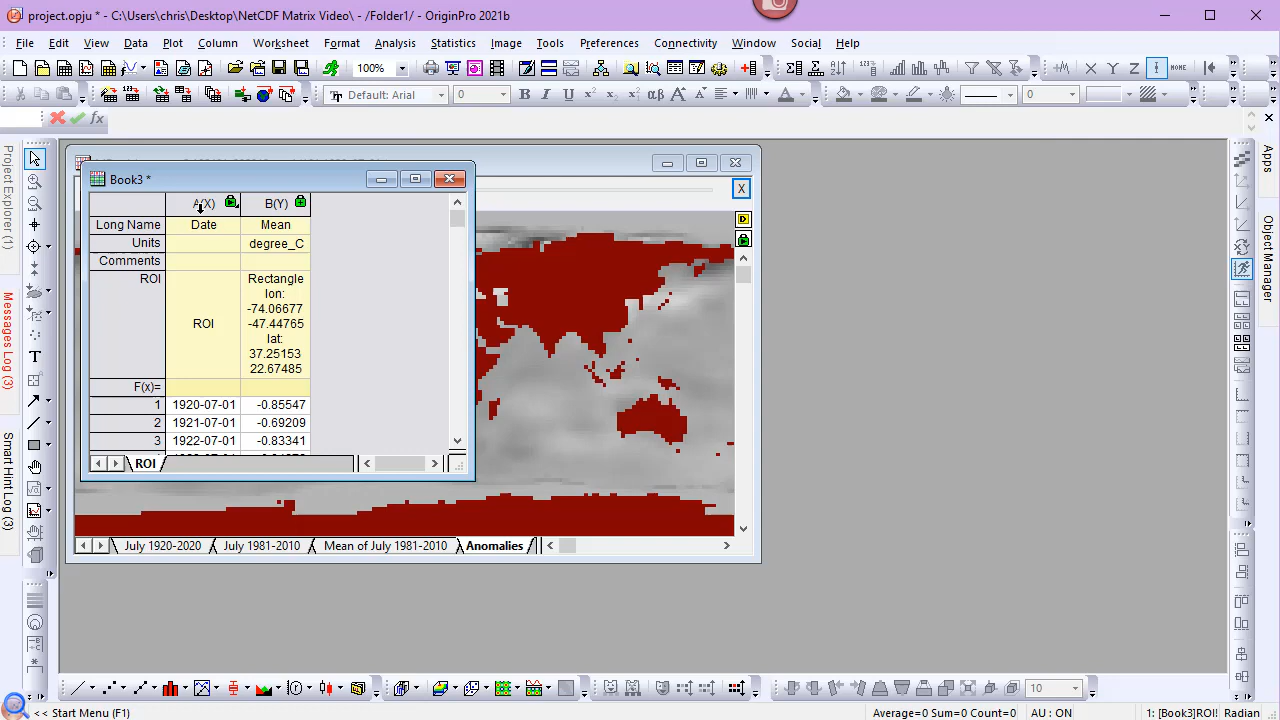 project.opju * - C:\Users\chris\Desktop\NetCDF Matrix Video\ - /Folder1/ - OriginPro 2021b
File Edit View Data Plot Column Worksheet Format Analysis Statistics Image Tools Preferences Connectivity Window Social Help
100%
Default: Arial 0 B I U 0
Project Explorer (1)
Messages Log (3)
Smart Hint Log (3)
Book3 *
A(X) B(Y)
Long Name Date Mean
Units degree_C
Comments
ROI ROI Rectangle
lon:
-74.06677
-47.44765
lat:
37.25153
22.67485
F(x)=
1 1920-07-01 -0.85547
2 1921-07-01 -0.69209
3 1922-07-01 -0.83341
ROI
July 1920-2020 July 1981-2010 Mean of July 1981-2010 Anomalies
Apps
Object Manager
10
<< Start Menu (F1) Average=0 Sum=0 Count=0 AU : ON 1: [Book3]ROI! Radian